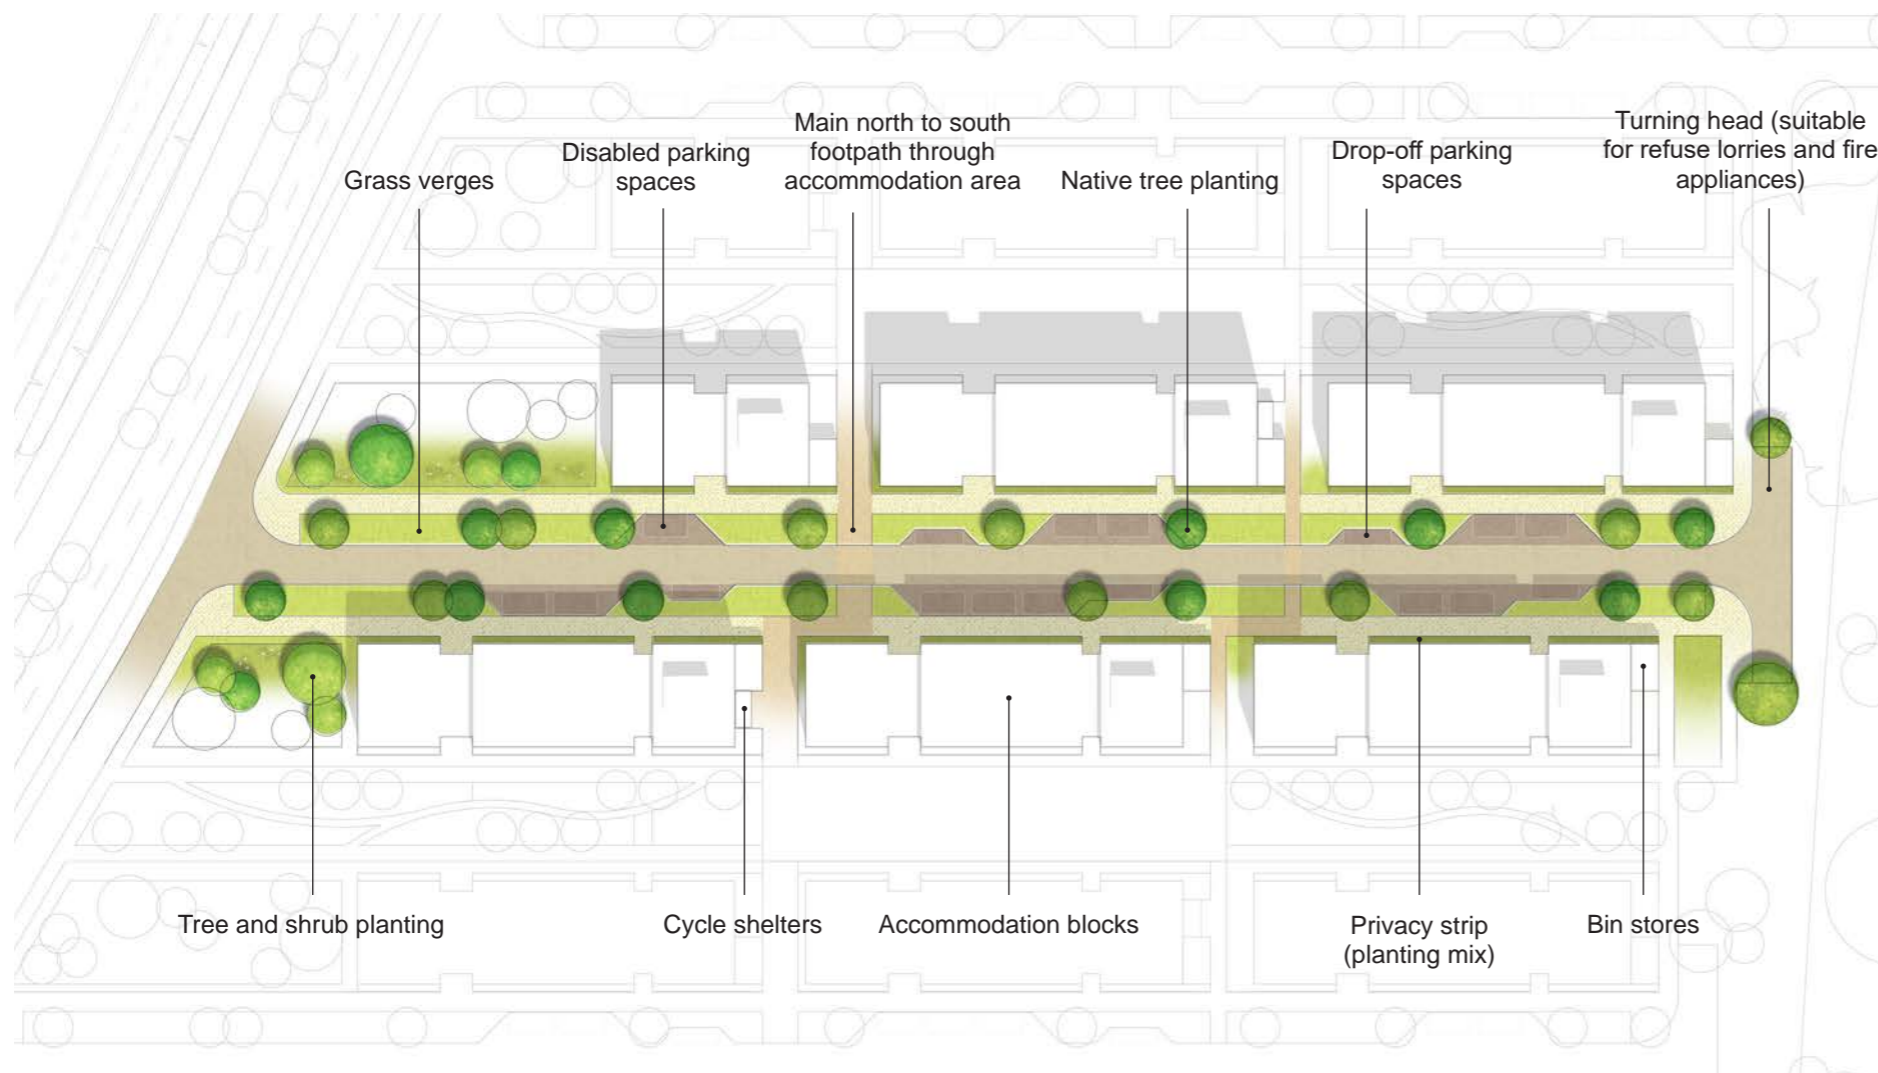 Grass verges
Disabled parking
spaces
Main north to south
footpath through
accommodation area
Native tree planting
Drop-off parking
spaces
Turning head (suitable
for refuse lorries and fire
appliances)
Tree and shrub planting
Cycle shelters
Accommodation blocks
Privacy strip
(planting mix)
Bin stores